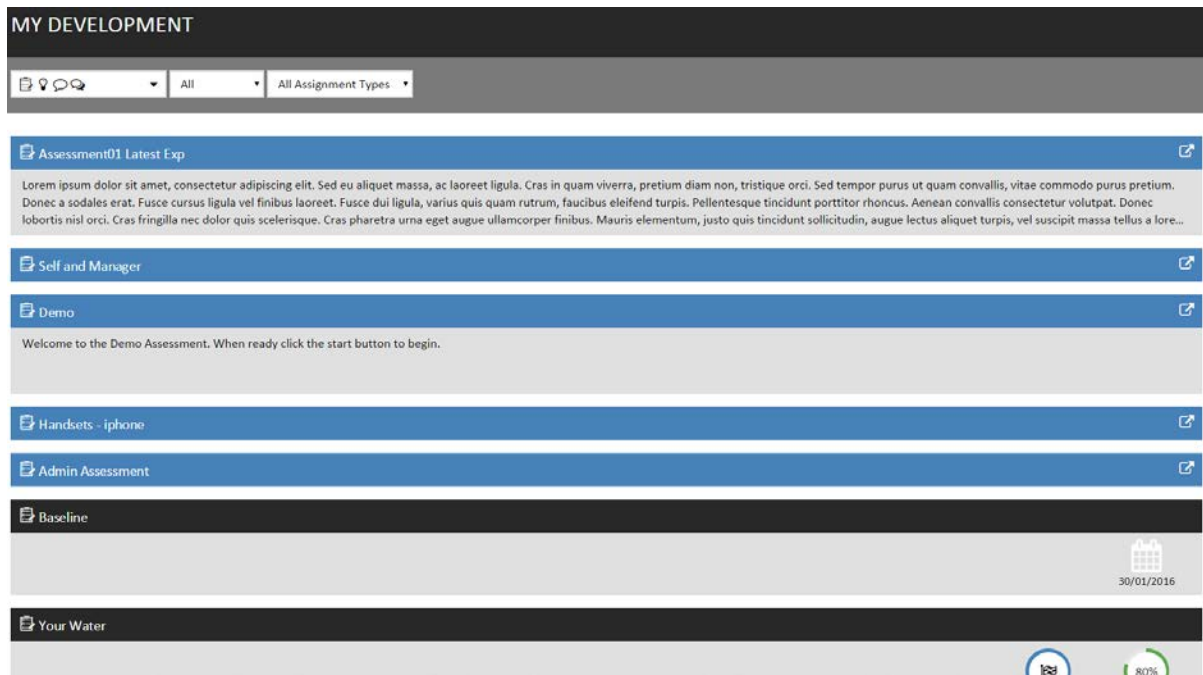 MY DEVELOPMENT
All
All Assignment Types
Assessment01 Latest Exp
Lorem ipsum dolor sit amet, consectetur adipiscing elit. Sed eu aliquet massa, ac laoreet ligula. Cras in quam viverra, pretium diam non, tristique orci. Sed tempor purus ut quam convallis, vitae commodo purus pretium.
Donec a sodales erat. Fusce cursus ligula vel finibus laoreet. Fusce dui ligula, varius quis quam rutrum, faucibus eleifend turpis. Pellentesque tincidunt porttitor rhoncus. Aenean convallis consectetur volutpat. Donec
lobortis nisl orci. Cras fringilla nec dolor quis scelerisque. Cras pharetra urna eget augue ullamcorper finibus. Mauris elementum, justo quis tincidunt sollicitudin, augue lectus aliquet turpis, vel suscipit massa tellus a lore...
Self and Manager
Demo
Welcome to the Demo Assessment. When ready click the start button to begin.
Handsets - iphone
Admin Assessment
Baseline
30/01/2016
Your Water
80%